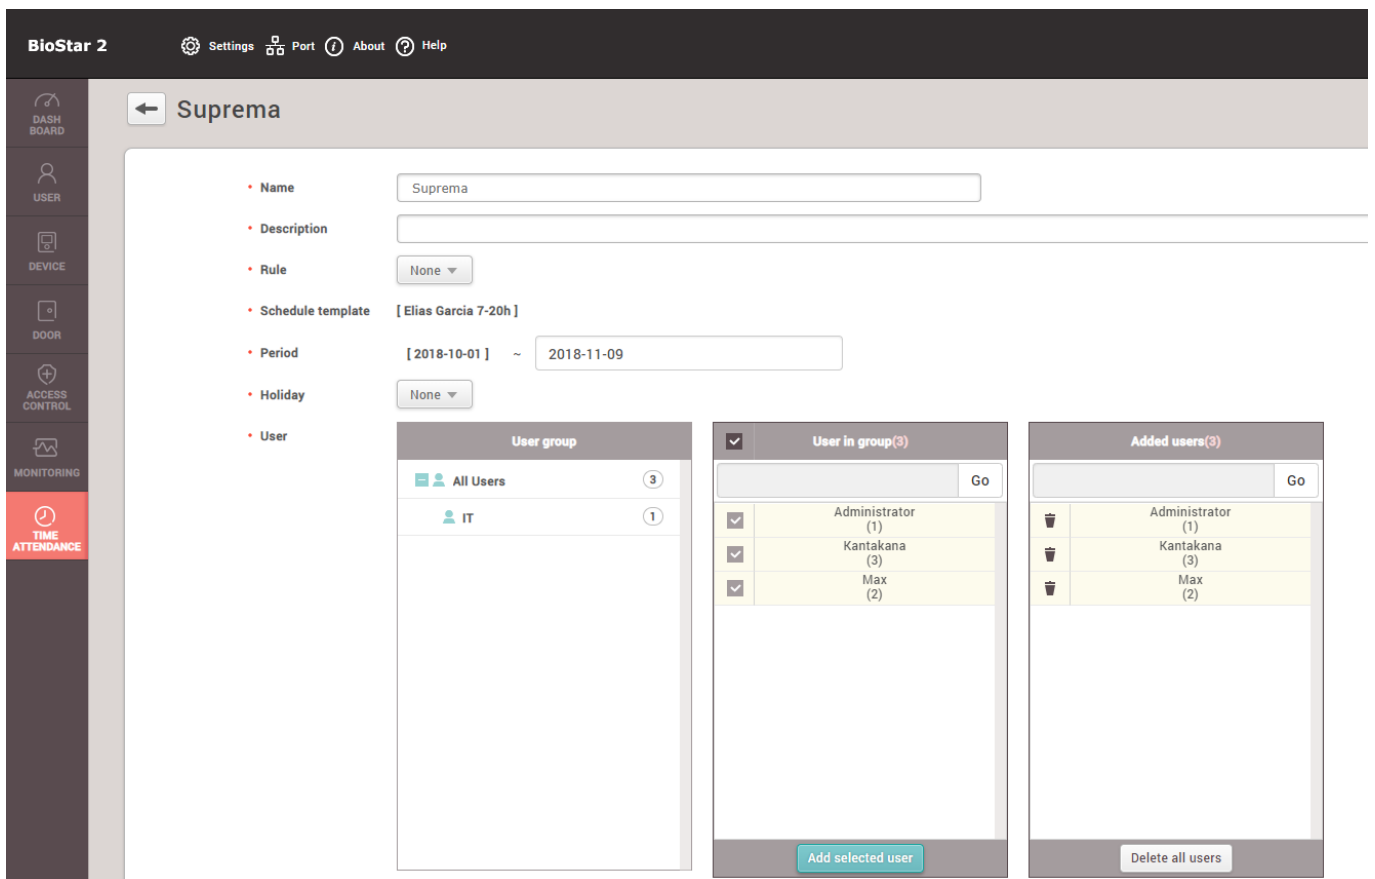 BioStar 2
Settings Port About Help
DASH
BOARD
USER
DEVICE
DOOR
ACCESS
CONTROL
MONITORING
TIME
ATTENDANCE
Suprema
Name Suprema
Description
Rule None
Schedule template [ Elias Garcia 7-20h ]
Period [ 2018-10-01 ] ~ 2018-11-09
Holiday None
User
User group
All Users 3
IT 1
User in group(3)
Go
Administrator
(1)
Kantakana
(3)
Max
(2)
Add selected user
Added users(3)
Go
Administrator
(1)
Kantakana
(3)
Max
(2)
Delete all users